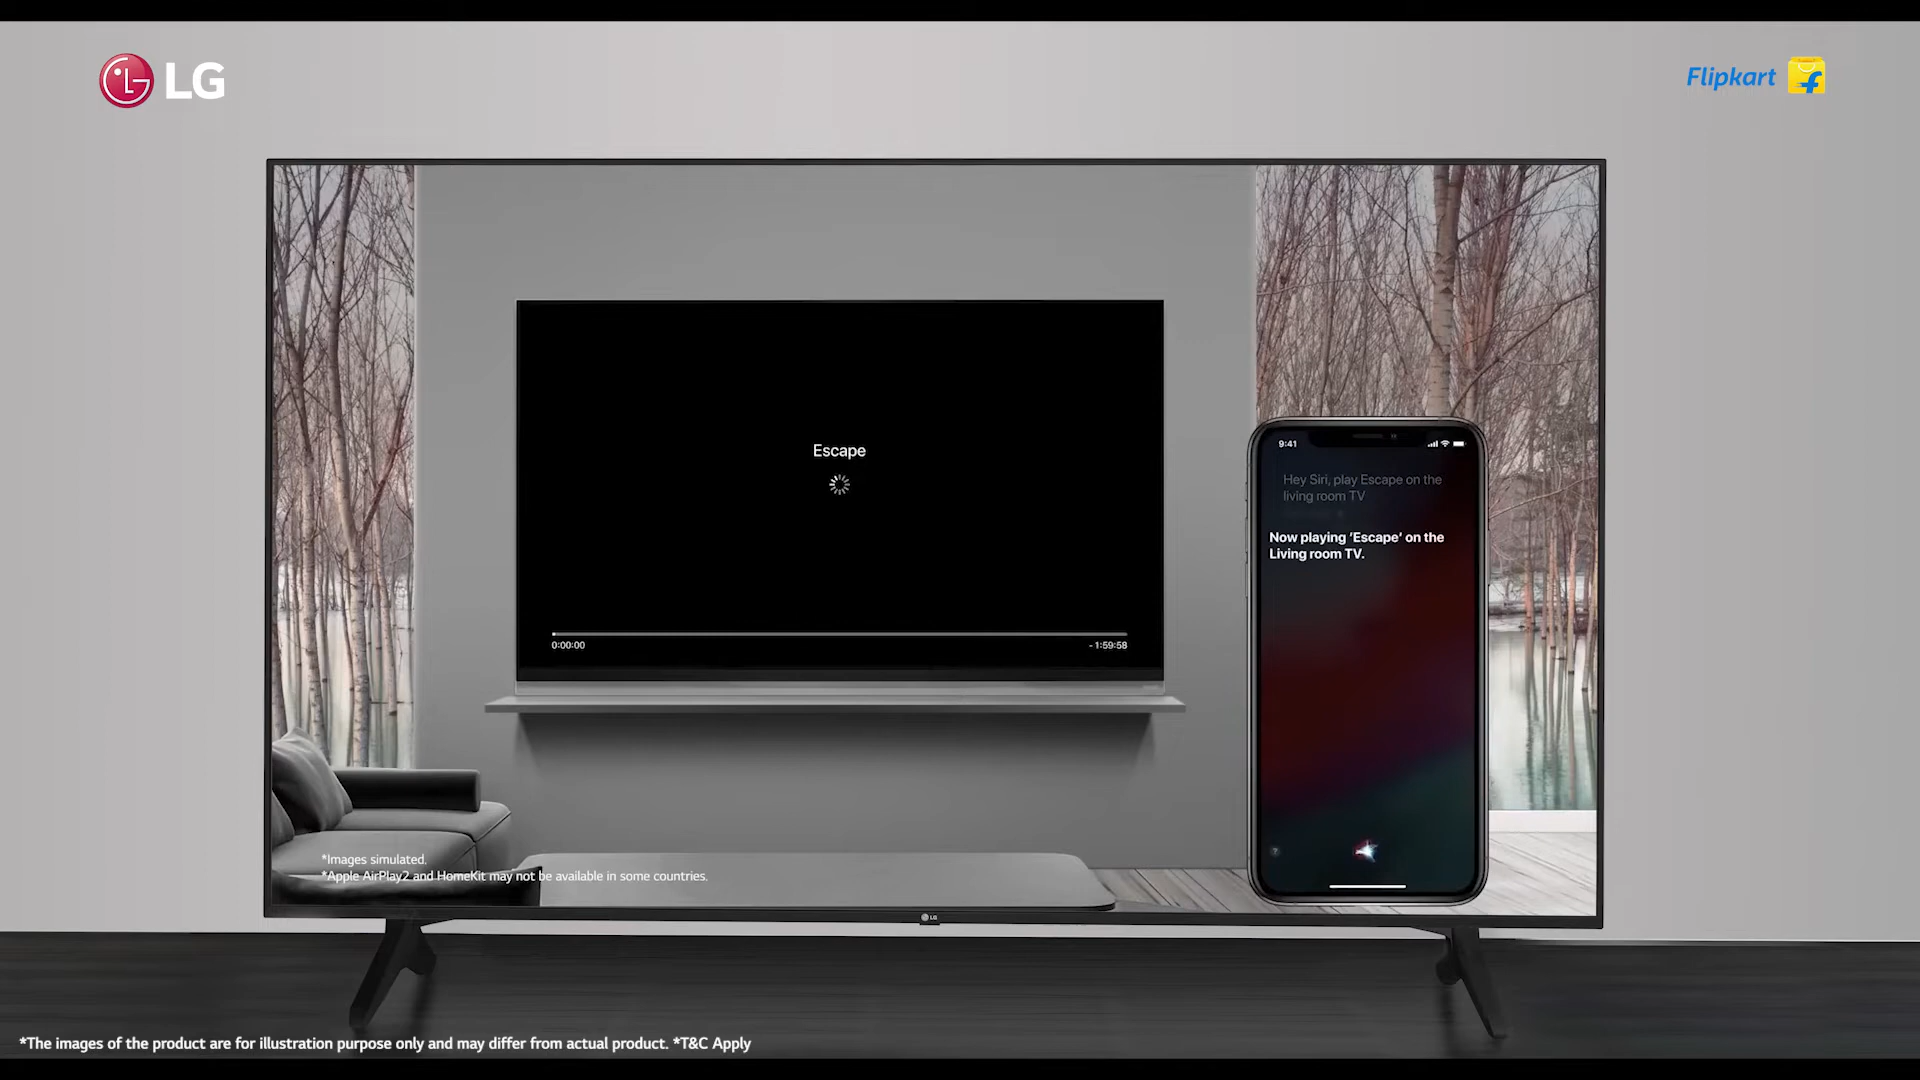 LG
Flipkart
Escape
0:00:00
- 1:59:58
9:41
Hey Siri, play Escape on the
living room TV
Now playing ‘Escape’ on the
Living room TV.
?
*Images simulated.
*Apple AirPlay2 and HomeKit may not be available in some countries.
LG
*The images of the product are for illustration purpose only and may differ from actual product. *T&C Apply